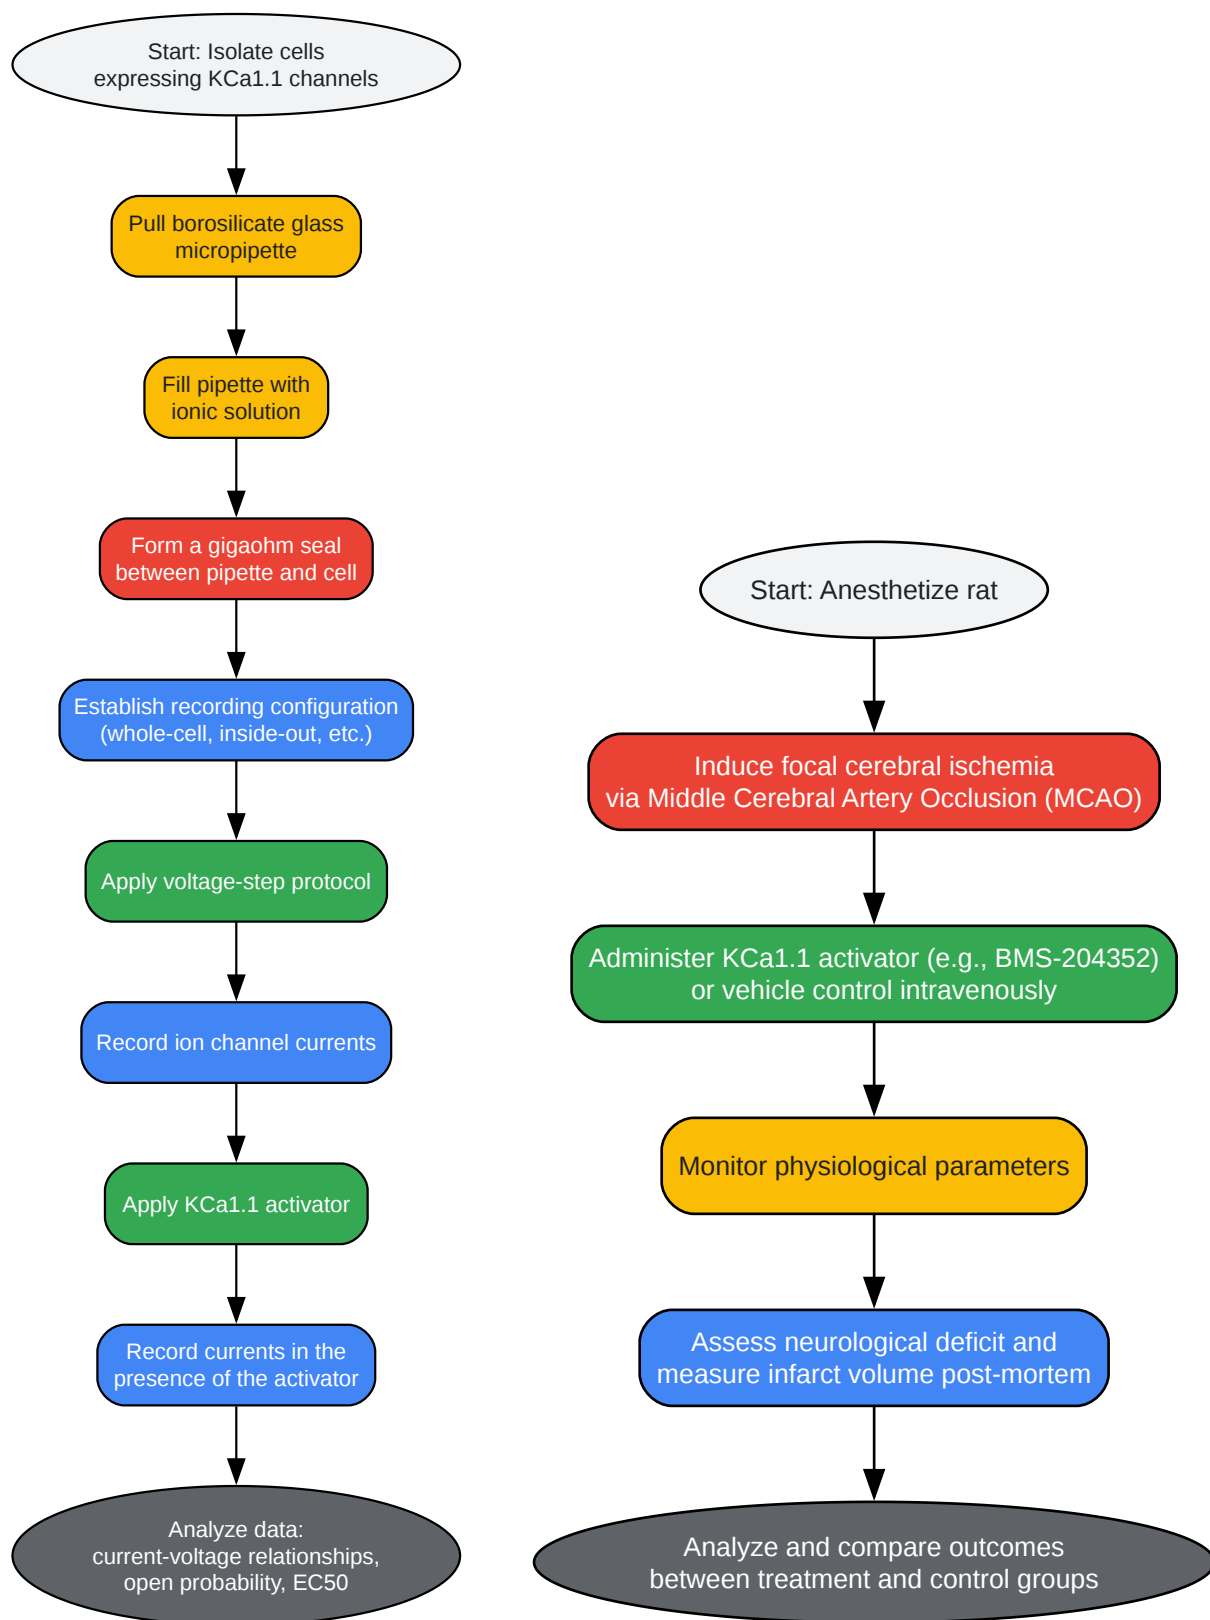 Start: Isolate cells
expressing KCa1.1 channels
Pull borosilicate glass
micropipette
Fill pipette with
ionic solution
Form a gigaohm seal
between pipette and cell
Establish recording configuration
(whole-cell, inside-out, etc.)
Apply voltage-step protocol
Record ion channel currents
Apply KCa1.1 activator
Record currents in the
presence of the activator
Analyze data:
current-voltage relationships,
open probability, EC50
Start: Anesthetize rat
Induce focal cerebral ischemia
via Middle Cerebral Artery Occlusion (MCAO)
Administer KCa1.1 activator (e.g., BMS-204352)
or vehicle control intravenously
Monitor physiological parameters
Assess neurological deficit and
measure infarct volume post-mortem
Analyze and compare outcomes
between treatment and control groups